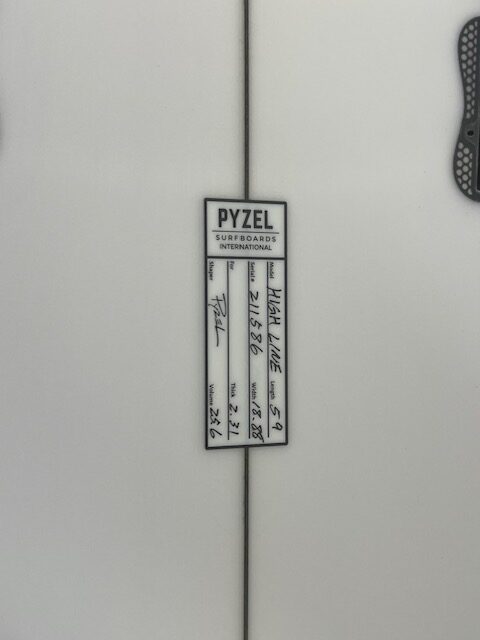 PYZEL
SURFBOARDS
INTERNATIONAL
Model HIGH LINE Length 5 9
Serial # 211586 Width 18.88
For Thick 2.31
Shaper Pyzel Volume 25.6